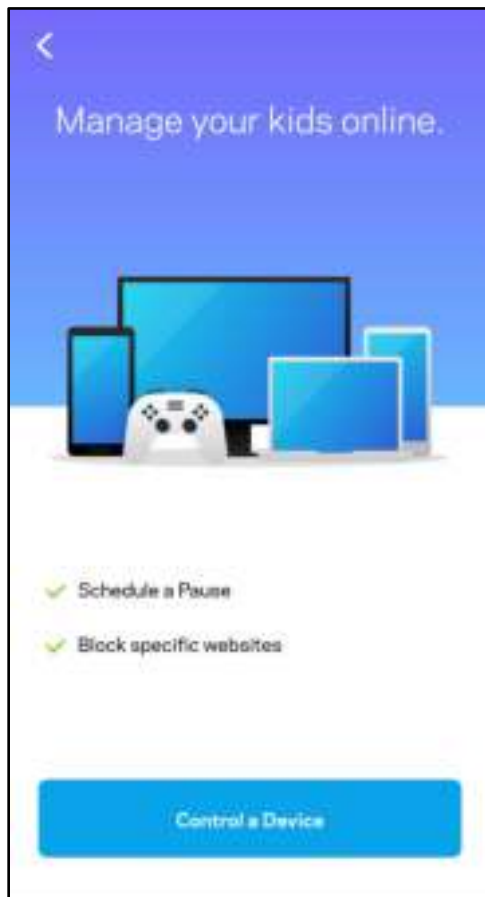 Manage your kids online.
Schedule a Pause
Block specific websites
Control a Device